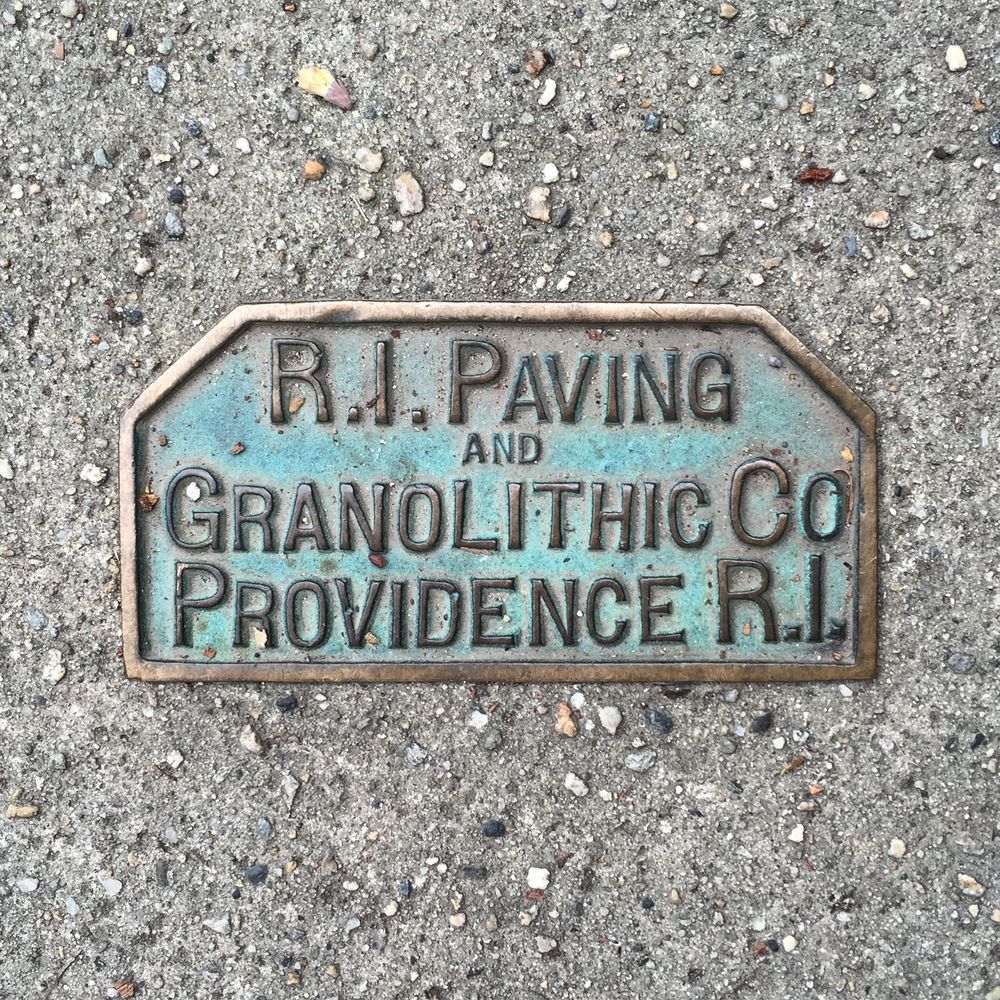 R.I. PAVING
AND
GRANOLITHIC CO
PROVIDENCE R.I.